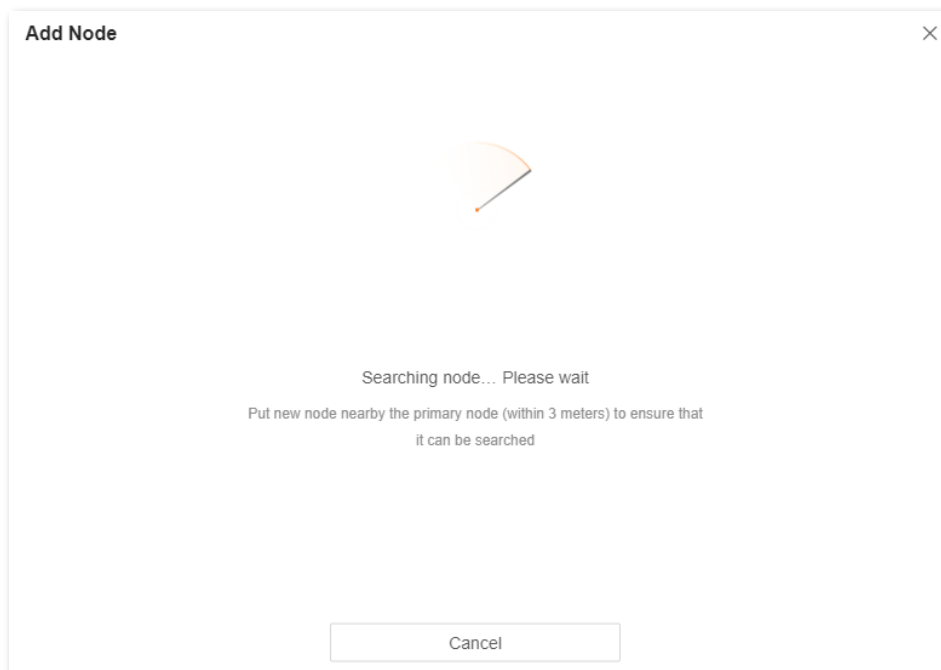 Add Node
Searching node... Please wait
Put new node nearby the primary node (within 3 meters) to ensure that
it can be searched
Cancel